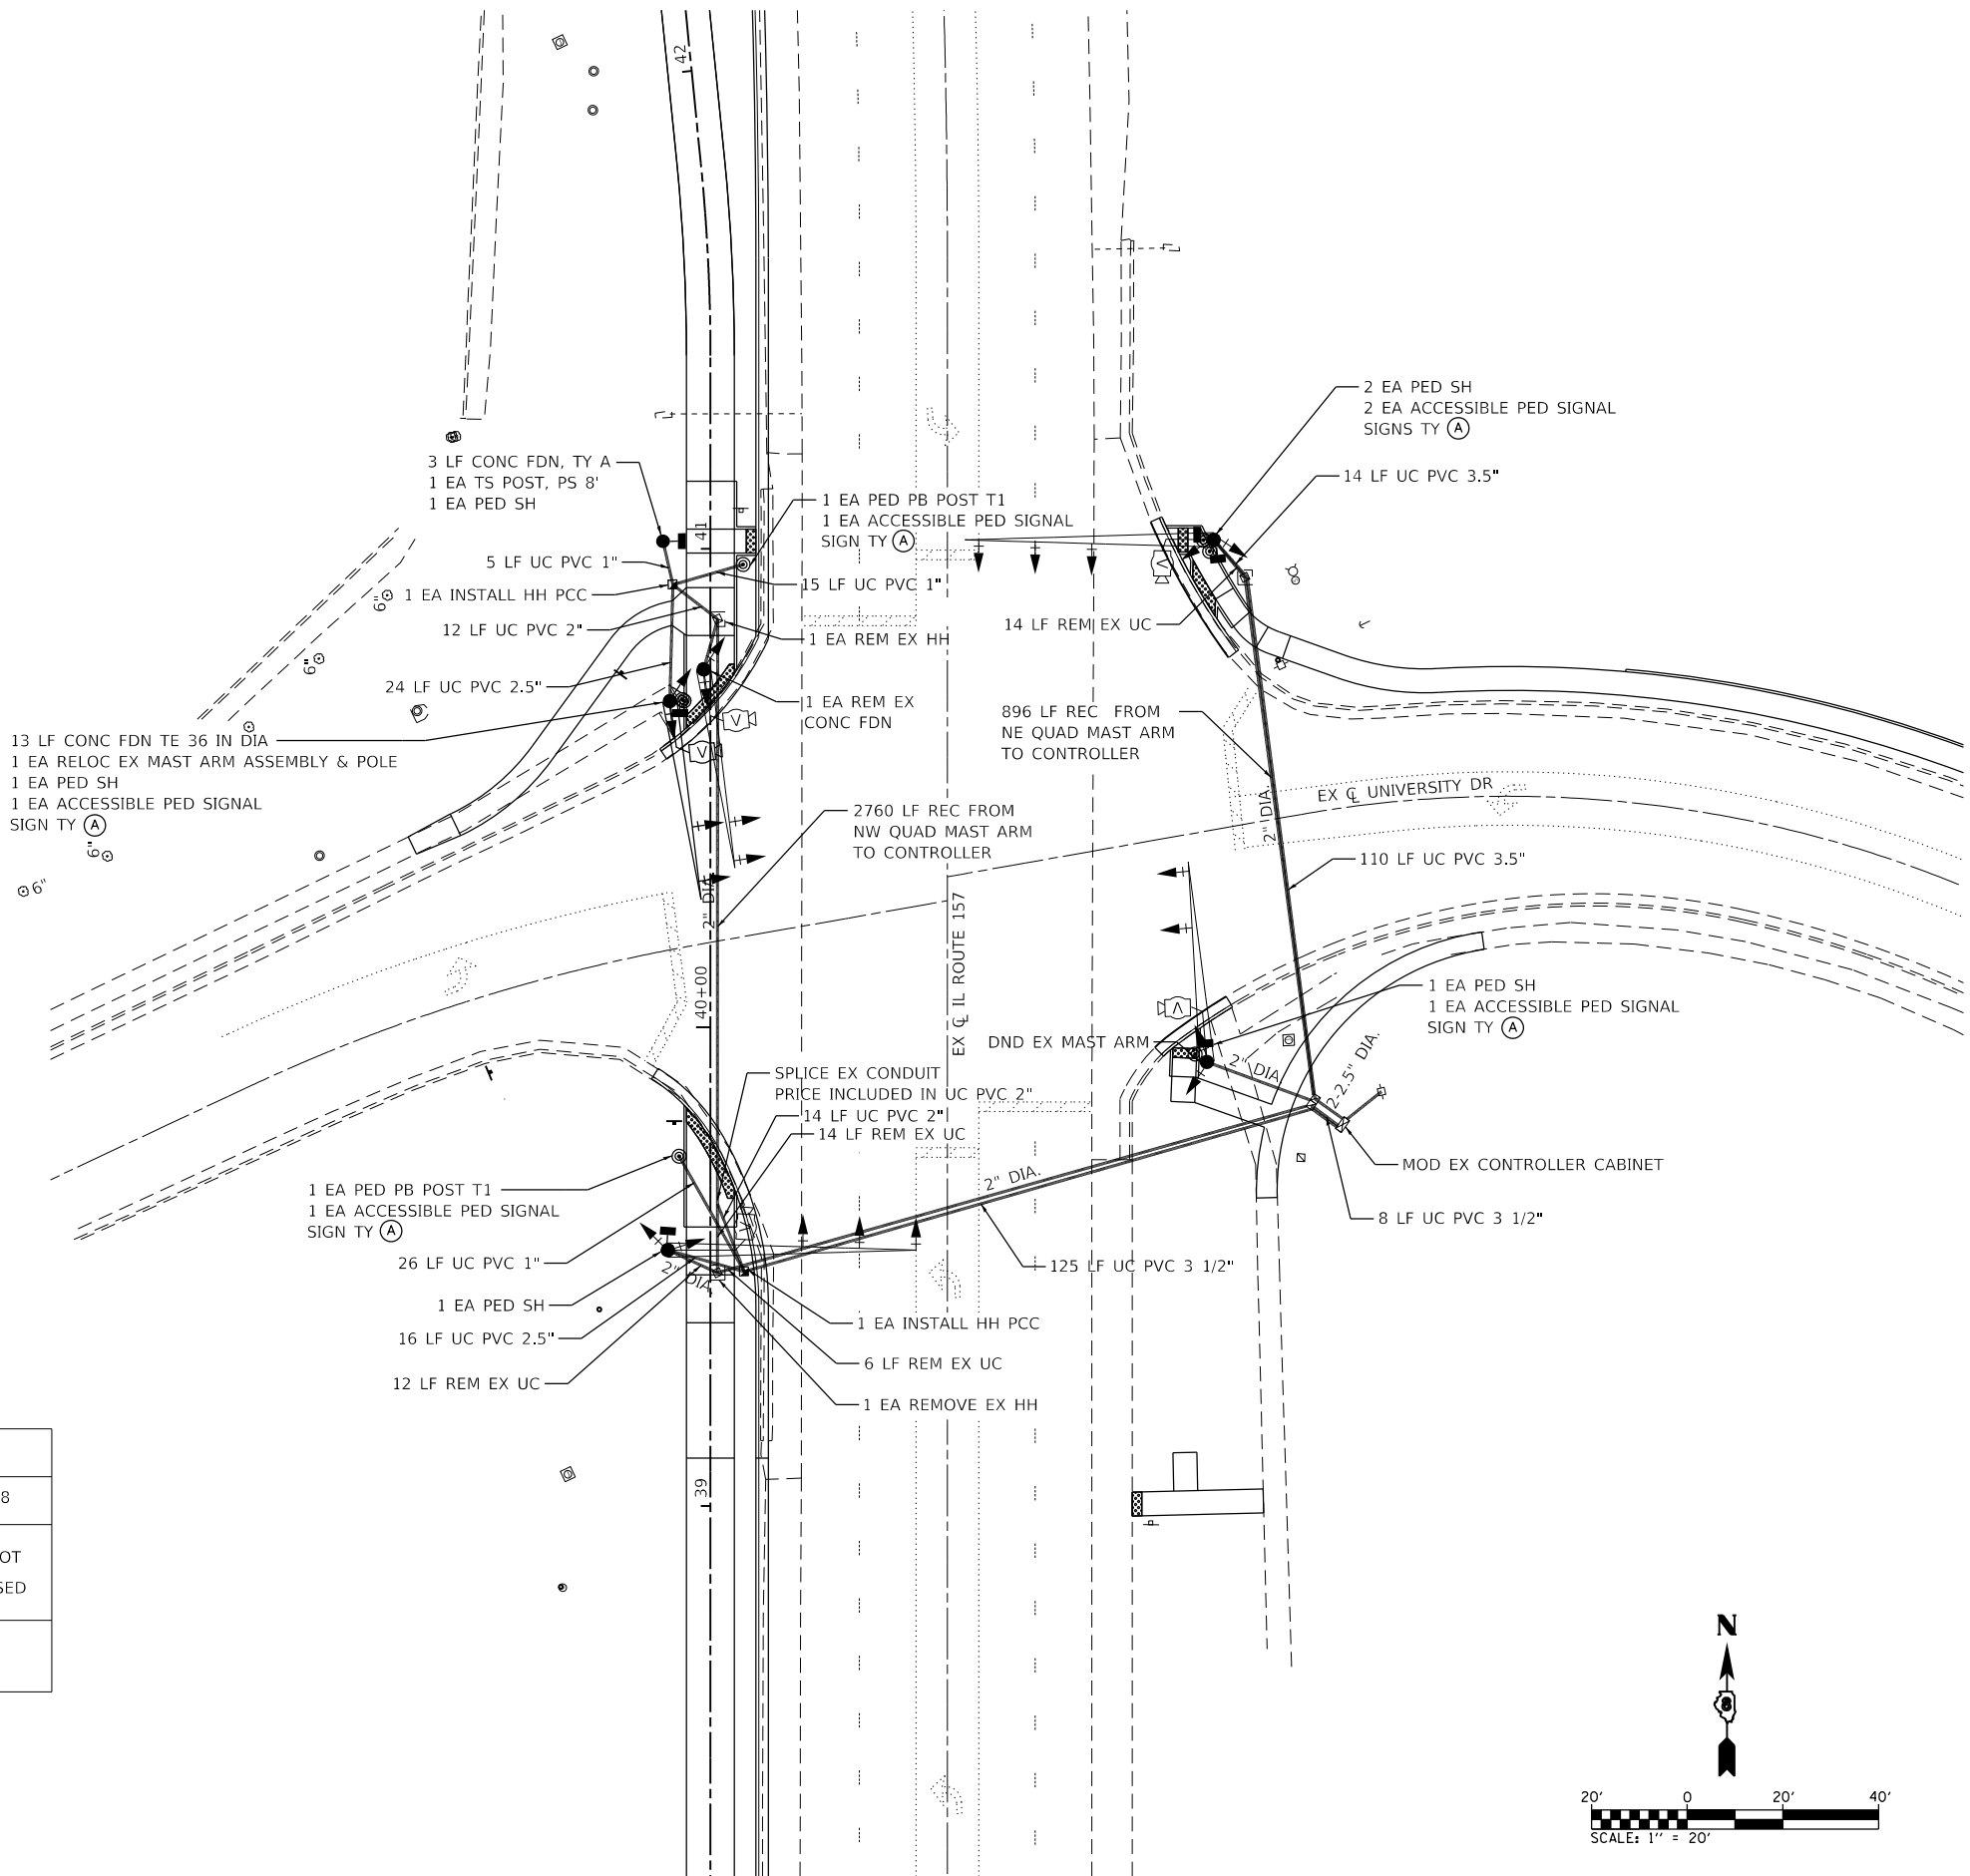 42
2 EA PED SH
2 EA ACCESSIBLE PED SIGNAL
SIGNS TY A
14 LF UC PVC 3.5"
3 LF CONC FDN, TY A
1 EA TS POST, PS 8'
1 EA PED SH
1 EA PED PB POST T1
1 EA ACCESSIBLE PED SIGNAL
SIGN TY A
41
5 LF UC PVC 1"
15 LF UC PVC 1"
1 EA INSTALL HH PCC
12 LF UC PVC 2"
1 EA REM EX HH
14 LF REM EX UC
24 LF UC PVC 2.5"
1 EA REM EX
CONC FDN
V
V
V
6"
6"
6"
6"
13 LF CONC FDN TE 36 IN DIA
1 EA RELOC EX MAST ARM ASSEMBLY & POLE
1 EA PED SH
1 EA ACCESSIBLE PED SIGNAL
SIGN TY A
896 LF REC FROM
NE QUAD MAST ARM
TO CONTROLLER
2760 LF REC FROM
NW QUAD MAST ARM
TO CONTROLLER
EX ℄ UNIVERSITY DR
2" DIA.
110 LF UC PVC 3.5"
2" DIA.
40+00
EX ℄ IL ROUTE 157
V
1 EA PED SH
1 EA ACCESSIBLE PED SIGNAL
SIGN TY A
DND EX MAST ARM
2" DIA.
2-2.5" DIA.
SPLICE EX CONDUIT
PRICE INCLUDED IN UC PVC 2"
14 LF UC PVC 2"
14 LF REM EX UC
MOD EX CONTROLLER CABINET
8 LF UC PVC 3 1/2"
2" DIA.
125 LF UC PVC 3 1/2"
1 EA PED PB POST T1
1 EA ACCESSIBLE PED SIGNAL
SIGN TY A
V
26 LF UC PVC 1"
2" DIA.
1 EA PED SH
16 LF UC PVC 2.5"
12 LF REM EX UC
1 EA INSTALL HH PCC
6 LF REM EX UC
1 EA REMOVE EX HH
39
8
OT
SED
N
8
20' 0 20' 40'
SCALE: 1" = 20'